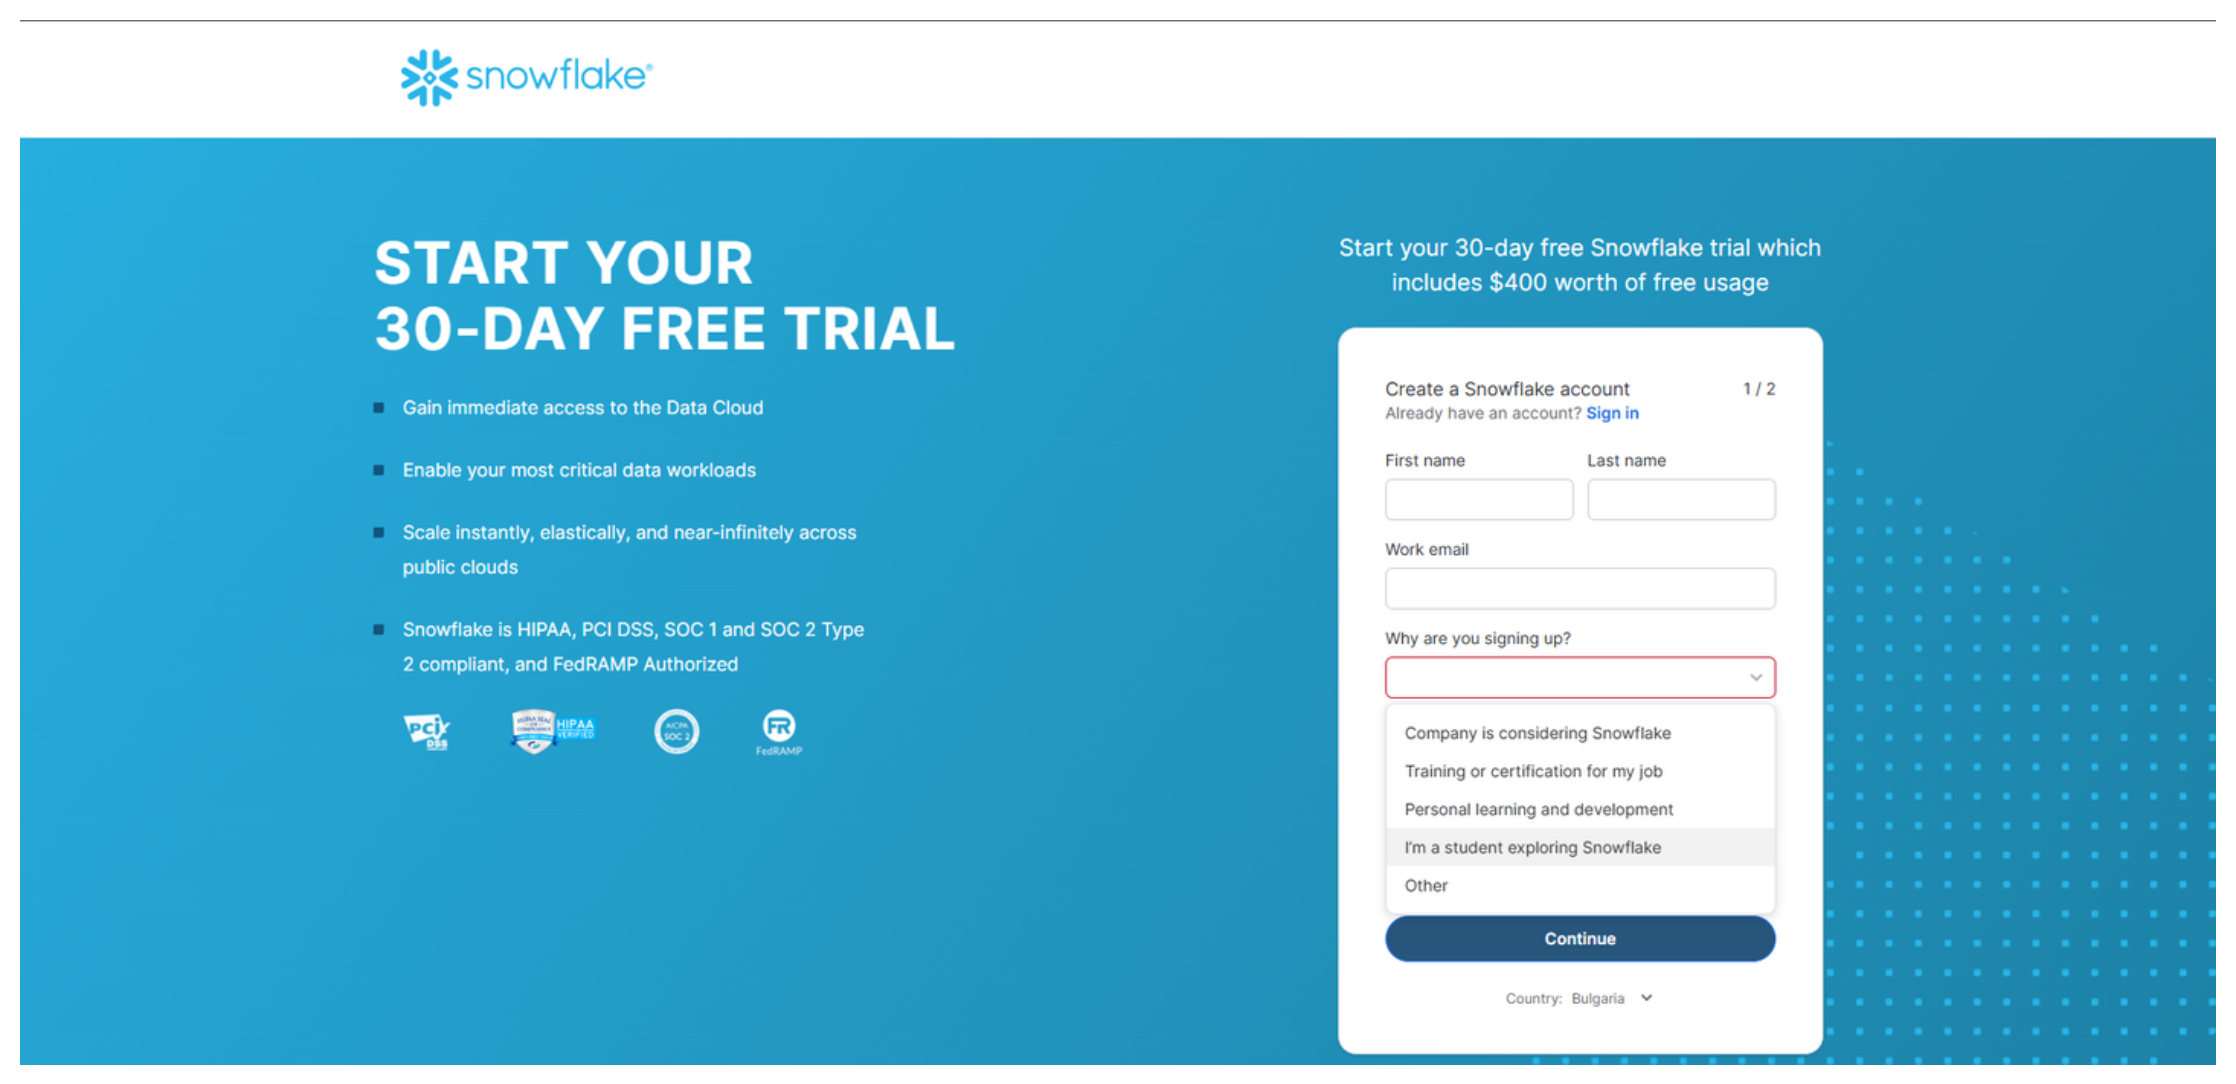 snowflake®
START YOUR
30-DAY FREE TRIAL
Gain immediate access to the Data Cloud
Enable your most critical data workloads
Scale instantly, elastically, and near-infinitely across
public clouds
Snowflake is HIPAA, PCI DSS, SOC 1 and SOC 2 Type
2 compliant, and FedRAMP Authorized
PCI
DSS
HIPAA SEAL
OF
COMPLIANCE
HIPAA
VERIFIED
AICPA
SOC 2
FR
FedRAMP
Start your 30-day free Snowflake trial which
includes $400 worth of free usage
Create a Snowflake account 1 / 2
Already have an account? Sign in
First name Last name
Work email
Why are you signing up?
Company is considering Snowflake
Training or certification for my job
Personal learning and development
I'm a student exploring Snowflake
Other
Continue
Country: Bulgaria